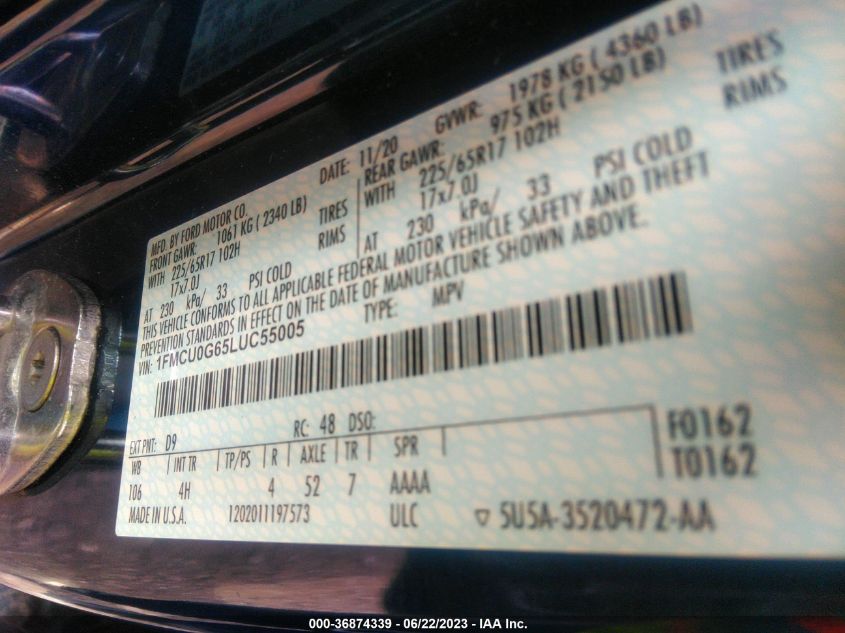 MFD. BY FORD MOTOR CO.
DATE: 11/20 GVWR: 1978 KG ( 4360 LB)
FRONT GAWR: 1061 KG ( 2340 LB)
REAR GAWR: 975 KG ( 2150 LB)
WITH 225/65R17 102H TIRES
WITH 225/65R17 102H TIRES
17x7.0J RIMS
17x7.0J RIMS
AT 230 kPa/ 33 PSI COLD
AT 230 kPa/ 33 PSI COLD
THIS VEHICLE CONFORMS TO ALL APPLICABLE FEDERAL MOTOR VEHICLE SAFETY AND THEFT
PREVENTION STANDARDS IN EFFECT ON THE DATE OF MANUFACTURE SHOWN ABOVE.
VIN: 1FMCU0G65LUC55005 TYPE: MPV
EXT PNT: D9 RC: 48 DSO: F0162
WB INT TR TP/PS R AXLE TR SPR T0162
T06 4H 4 52 7 AAAA
MADE IN U.S.A. 1202011197573 ULC 5U5A-3520472-AA
000-36874339 - 06/22/2023 - IAA Inc.